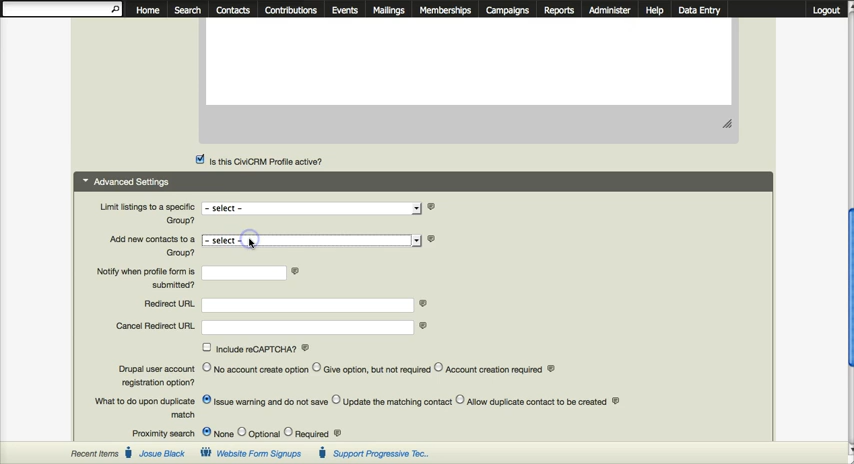 Home Search Contacts Contributions Events Mailings Memberships Campaigns Reports Administer Help Data Entry Logout
Is this CiviCRM Profile active?
Advanced Settings
Limit listings to a specific Group?
- select -
Add new contacts to a Group?
- select -
Notify when profile form is submitted?
Redirect URL
Cancel Redirect URL
Include reCAPTCHA?
Drupal user account registration option?
No account create option Give option, but not required Account creation required
What to do upon duplicate match
Issue warning and do not save Update the matching contact Allow duplicate contact to be created
Proximity search None Optional Required
Recent Items Josue Black Website Form Signups Support Progressive Tec..